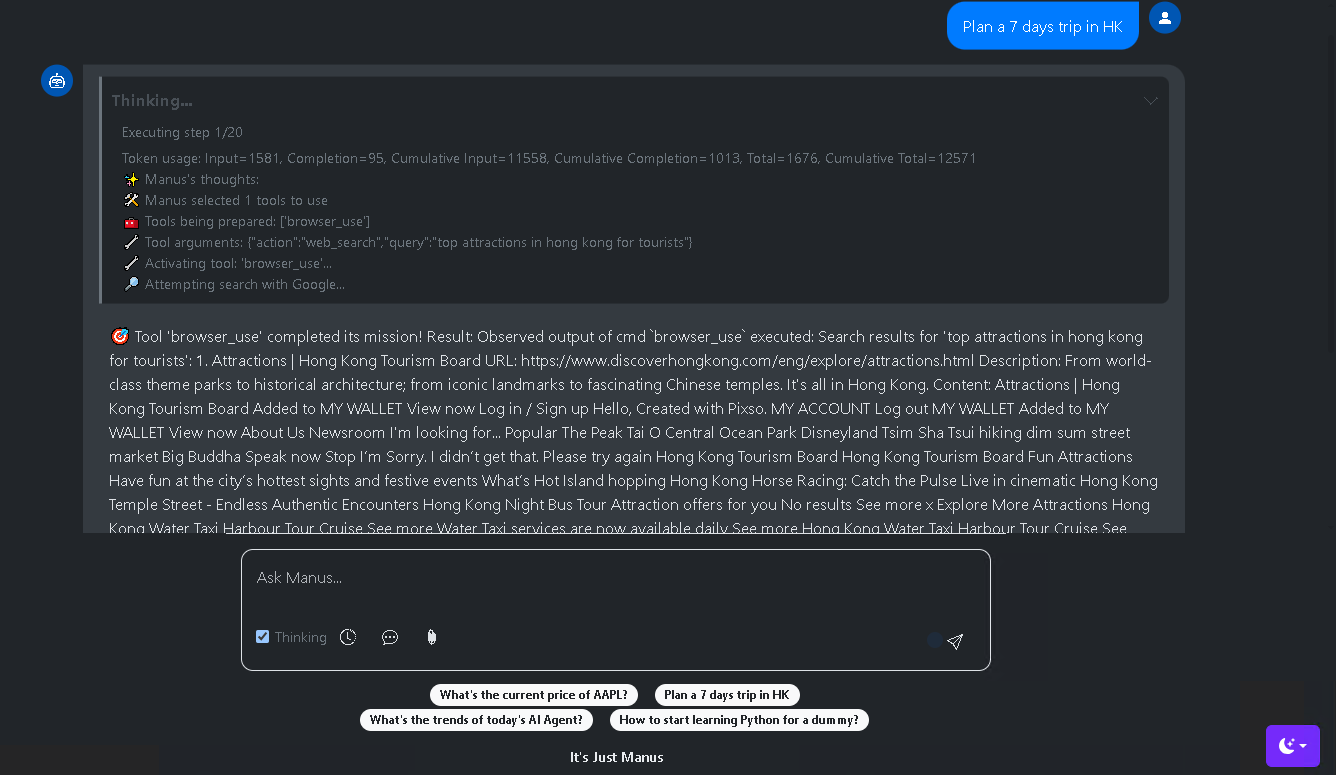 Plan a 7 days trip in HK
Thinking...
Executing step 1/20
Token usage: Input=1581, Completion=95, Cumulative Input=11558, Cumulative Completion=1013, Total=1676, Cumulative Total=12571
✨ Manus's thoughts:
🛠 Manus selected 1 tools to use
🧰 Tools being prepared: ['browser_use']
🔧 Tool arguments: {"action":"web_search","query":"top attractions in hong kong for tourists"}
🔧 Activating tool: 'browser_use'...
🔎 Attempting search with Google...
🎯 Tool 'browser_use' completed its mission! Result: Observed output of cmd `browser_use` executed: Search results for 'top attractions in hong kong
for tourists': 1. Attractions | Hong Kong Tourism Board URL: https://www.discoverhongkong.com/eng/explore/attractions.html Description: From world-
class theme parks to historical architecture; from iconic landmarks to fascinating Chinese temples. It's all in Hong Kong. Content: Attractions | Hong
Kong Tourism Board Added to MY WALLET View now Log in / Sign up Hello, Created with Pixso. MY ACCOUNT Log out MY WALLET Added to MY
WALLET View now About Us Newsroom I'm looking for... Popular The Peak Tai O Central Ocean Park Disneyland Tsim Sha Tsui hiking dim sum street
market Big Buddha Speak now Stop I’m Sorry. I didn’t get that. Please try again Hong Kong Tourism Board Hong Kong Tourism Board Fun Attractions
Have fun at the city’s hottest sights and festive events What’s Hot Island hopping Hong Kong Horse Racing: Catch the Pulse Live in cinematic Hong Kong
Temple Street - Endless Authentic Encounters Hong Kong Night Bus Tour Attraction offers for you No results See more x Explore More Attractions Hong
Kong Water Taxi Harbour Tour Cruise See more Water Taxi services are now available daily See more Hong Kong Water Taxi Harbour Tour Cruise See
Ask Manus...
Thinking
What's the current price of AAPL? Plan a 7 days trip in HK
What's the trends of today's AI Agent? How to start learning Python for a dummy?
It's Just Manus